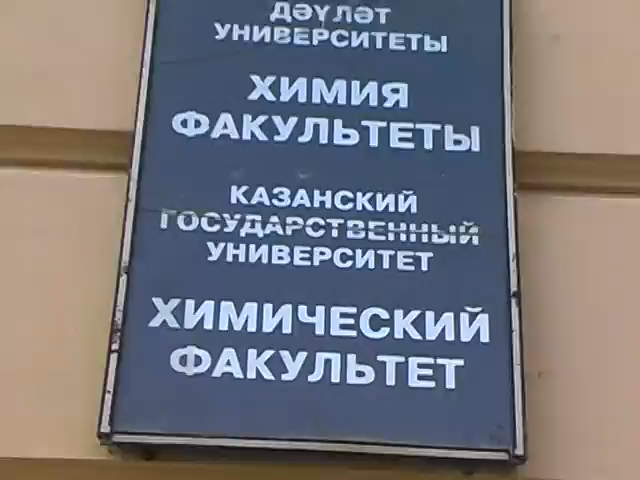 ДӘҮЛӘТ
УНИВЕРСИТЕТЫ
ХИМИЯ
ФАКУЛЬТЕТЫ
КАЗАНСКИЙ
ГОСУДАРСТВЕННЫЙ
УНИВЕРСИТЕТ
ХИМИЧЕСКИЙ
ФАКУЛЬТЕТ